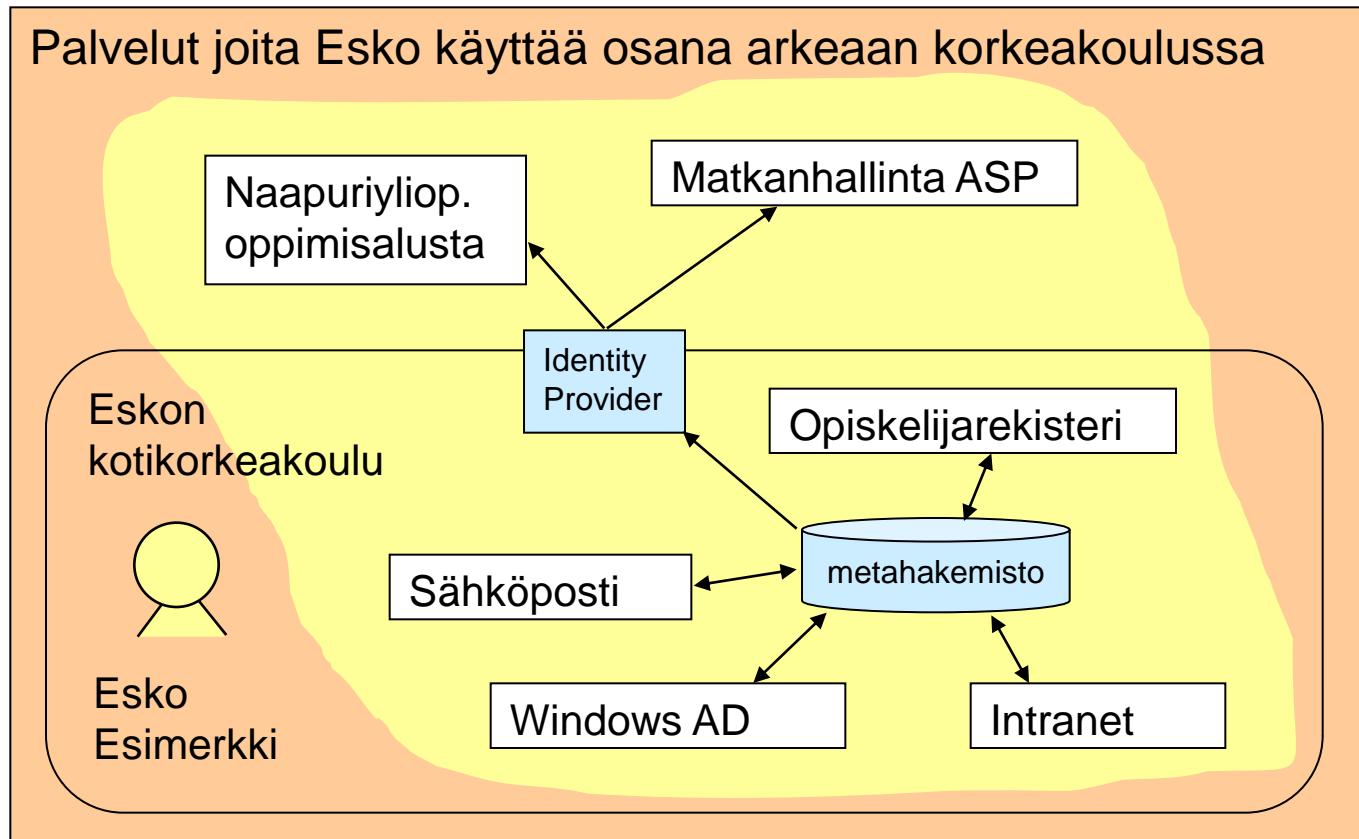 Palvelut joita Esko käyttää osana arkeaan korkeakoulussa
Naapuriyliop.
oppimisalusta
Matkanhallinta ASP
Identity
Provider
Eskon
kotikorkeakoulu
Opiskelijarekisteri
Sähköposti
metahakemisto
Esko
Esimerkki
Windows AD
Intranet